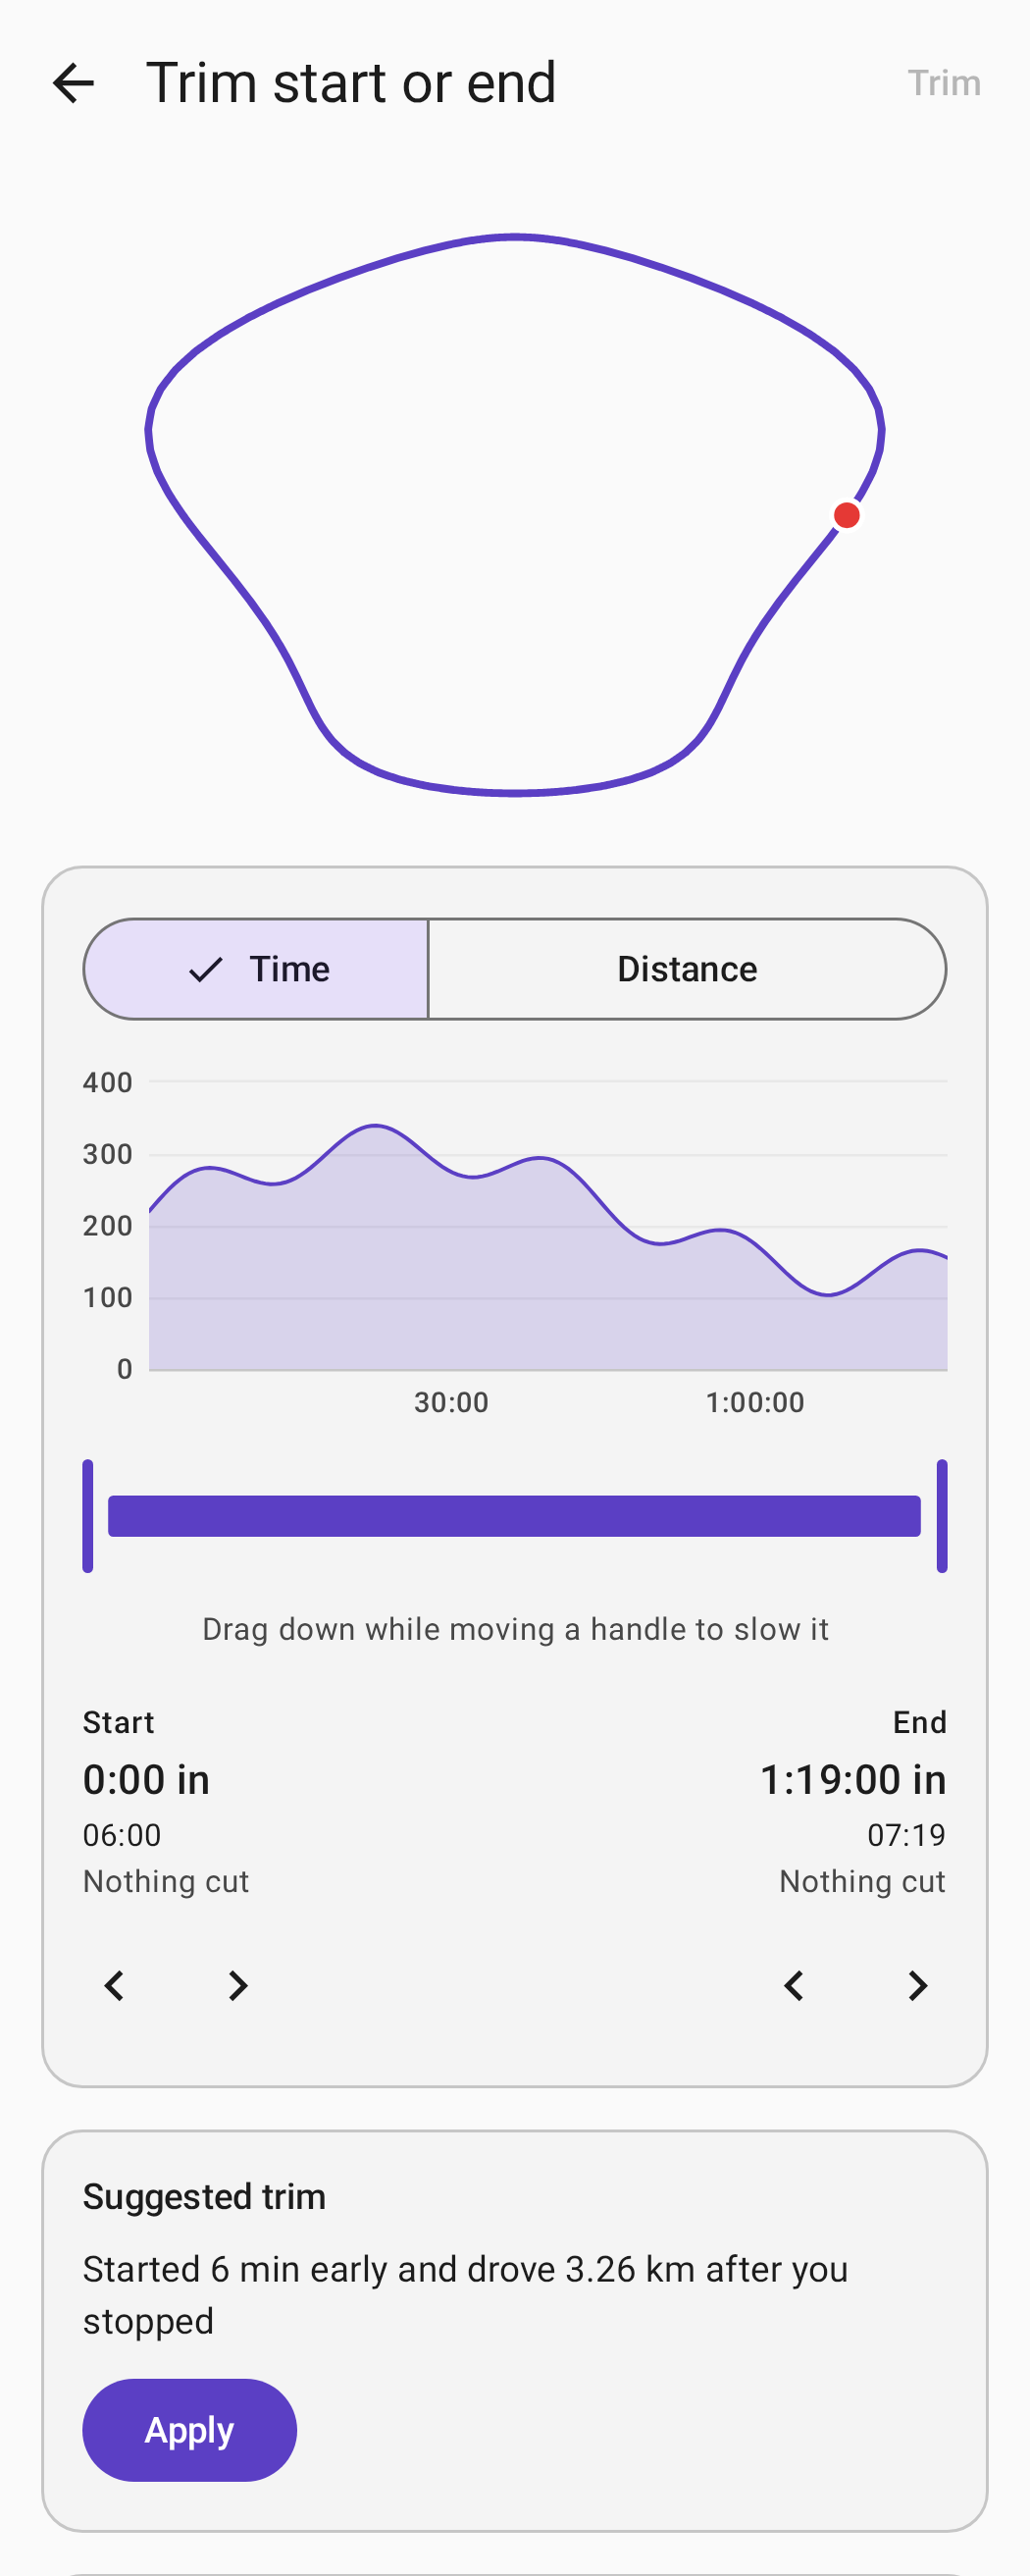 Trim start or end
Trim
Time
Distance
400
300
200
100
0
30:00
1:00:00
Drag down while moving a handle to slow it
Start
End
0:00 in
1:19:00 in
06:00
07:19
Nothing cut
Nothing cut
Suggested trim
Started 6 min early and drove 3.26 km after you
stopped
Apply